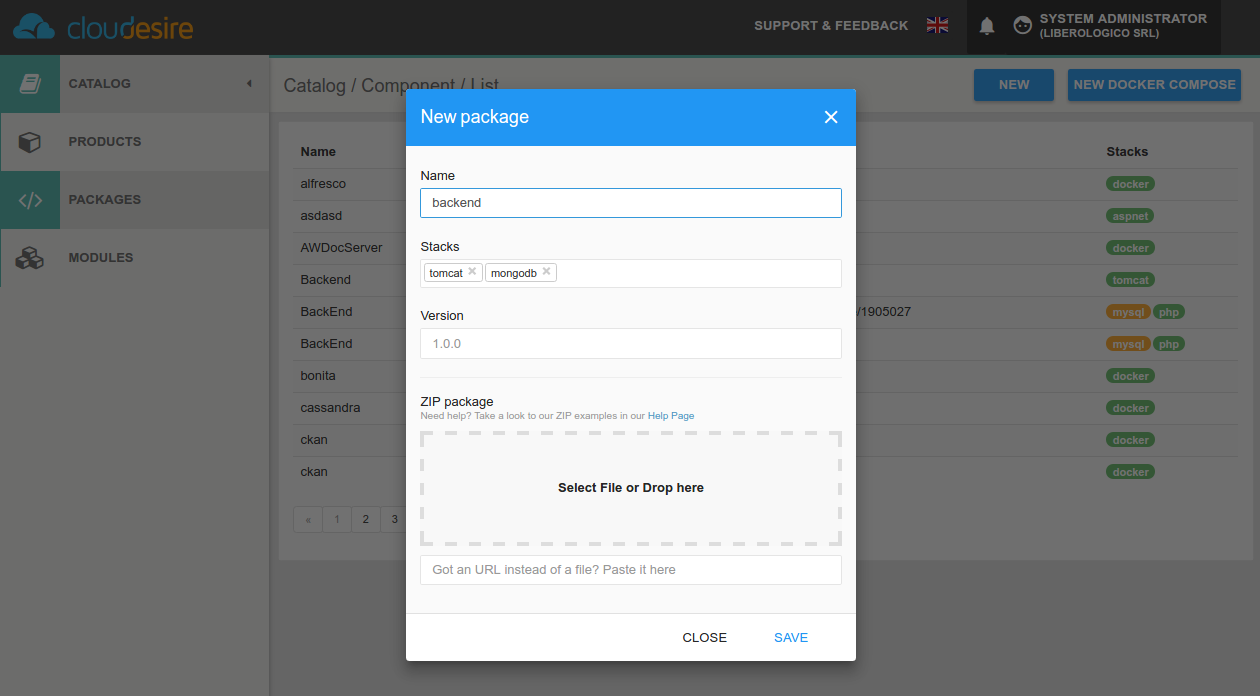 cloudesire
SUPPORT & FEEDBACK
SYSTEM ADMINISTRATOR
(LIBEROLOGICO SRL)
CATALOG
PRODUCTS
PACKAGES
MODULES
Catalog / Component / List
NEW
NEW DOCKER COMPOSE
Name
Stacks
alfresco
docker
asdasd
aspnet
AWDocServer
docker
Backend
tomcat
BackEnd
/1905027
mysql php
BackEnd
mysql php
bonita
docker
cassandra
docker
ckan
docker
ckan
docker
« 1 2 3
New package
Name
backend
Stacks
tomcat × mongodb ×
Version
1.0.0
ZIP package
Need help? Take a look to our ZIP examples in our Help Page
Select File or Drop here
Got an URL instead of a file? Paste it here
CLOSE
SAVE